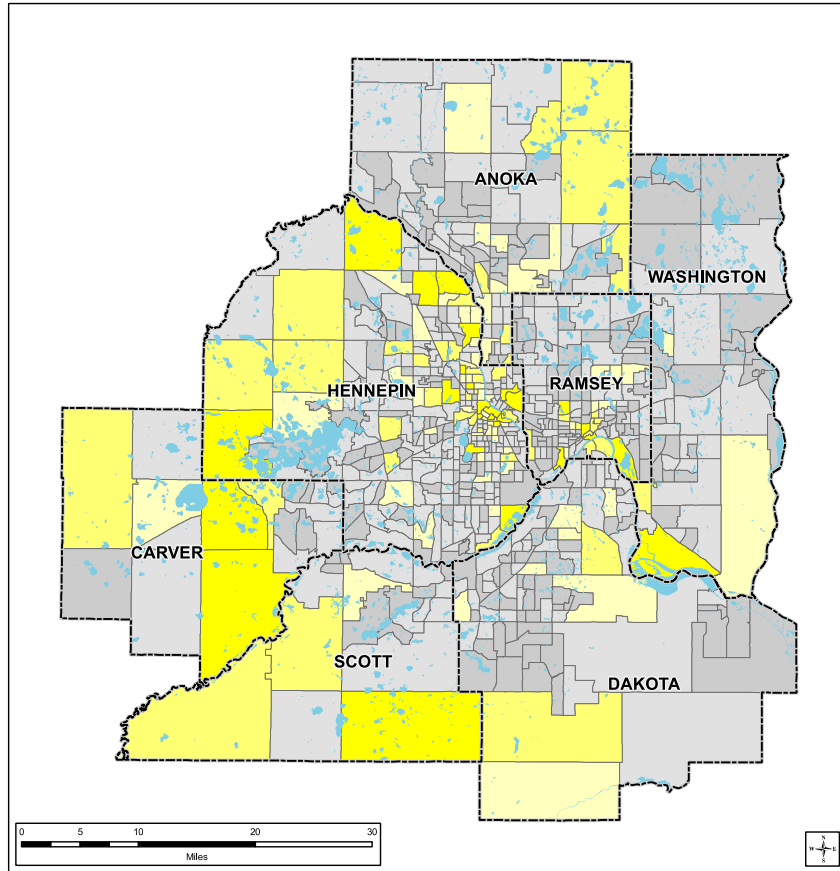 ANOKA
WASHINGTON
HENNEPIN
RAMSEY
CARVER
SCOTT
DAKOTA
0 5 10 20 30
Miles
N
W E
S